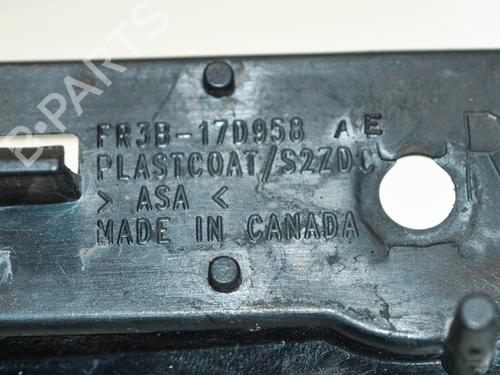 B-Parts
FR3B-17D958 AE
PLASTCOAT/S2ZDC
> ASA <
MADE IN CANADA